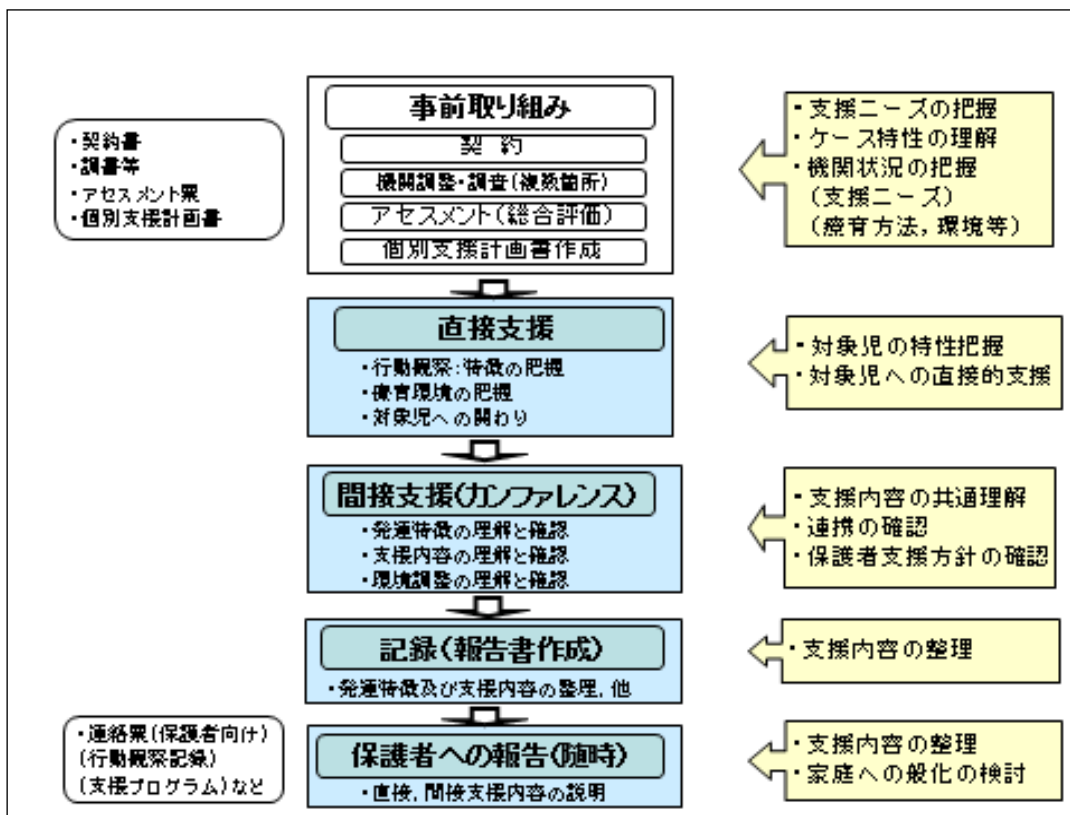 事前取り組み
契 約
機関調整・調査(複数箇所)
アセスメント(総合評価)
個別支援計画書作成
・契約書
・調書等
・アセスメント票
・個別支援計画書
・支援ニーズの把握
・ケース特性の理解
・機関状況の把握
(支援ニーズ)
(療育方法,環境等)
直接支援
・行動観察:特徴の把握
・療育環境の把握
・対象児への関わり
・対象児の特性把握
・対象児への直接的支援
間接支援(カンファレンス)
・発達特徴の理解と確認
・支援内容の理解と確認
・環境調整の理解と確認
・支援内容の共通理解
・連携の確認
・保護者支援方針の確認
記録(報告書作成)
・発達特徴及び支援内容の整理,他
・支援内容の整理
保護者への報告(随時)
・直接,間接支援内容の説明
・連絡票(保護者向け)
(行動観察記録)
(支援プログラム)など
・支援内容の整理
・家庭への般化の検討